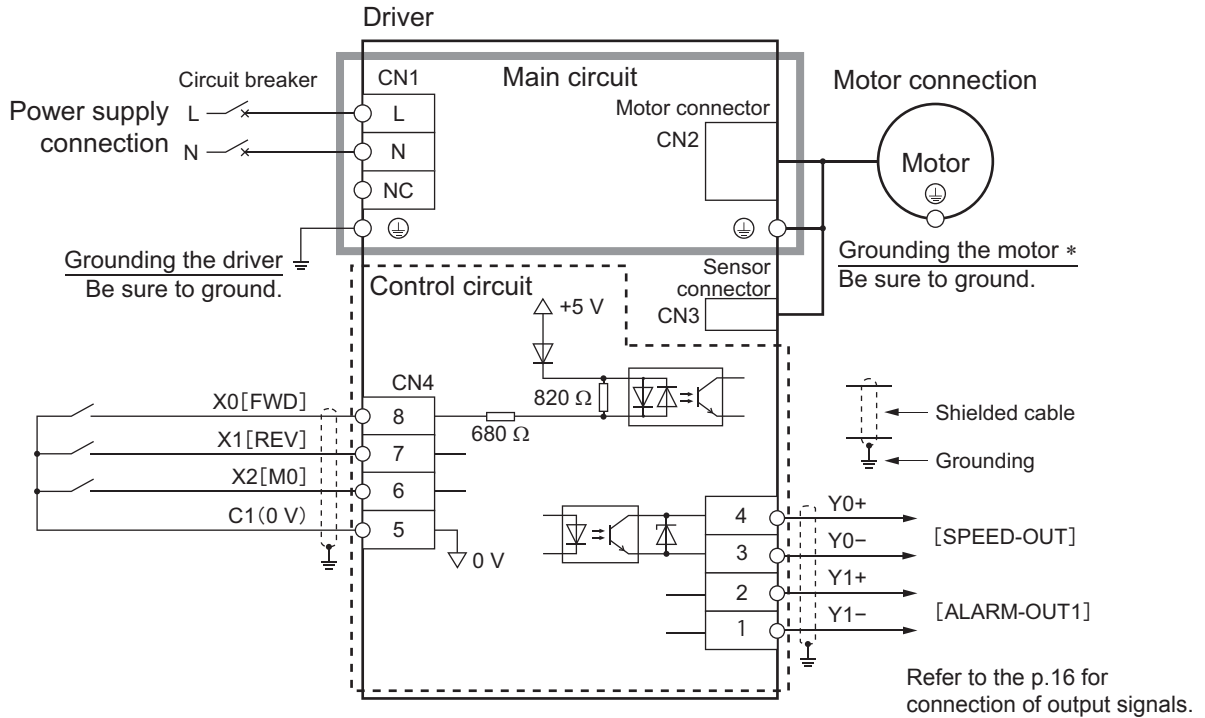 Driver
Circuit breaker
Power supply
connection
L
N
CN1
L
N
NC
Main circuit
Motor connector
CN2
Motor connection
Motor
Grounding the driver
Be sure to ground.
Grounding the motor *
Be sure to ground.
Sensor
connector
CN3
Control circuit
+5 V
820 Ω
680 Ω
CN4
X0[FWD]
8
X1[REV]
7
X2[M0]
6
C1(0 V)
5
0 V
Shielded cable
Grounding
4
Y0+
3
Y0−
[SPEED-OUT]
2
Y1+
1
Y1−
[ALARM-OUT1]
Refer to the p.16 for
connection of output signals.